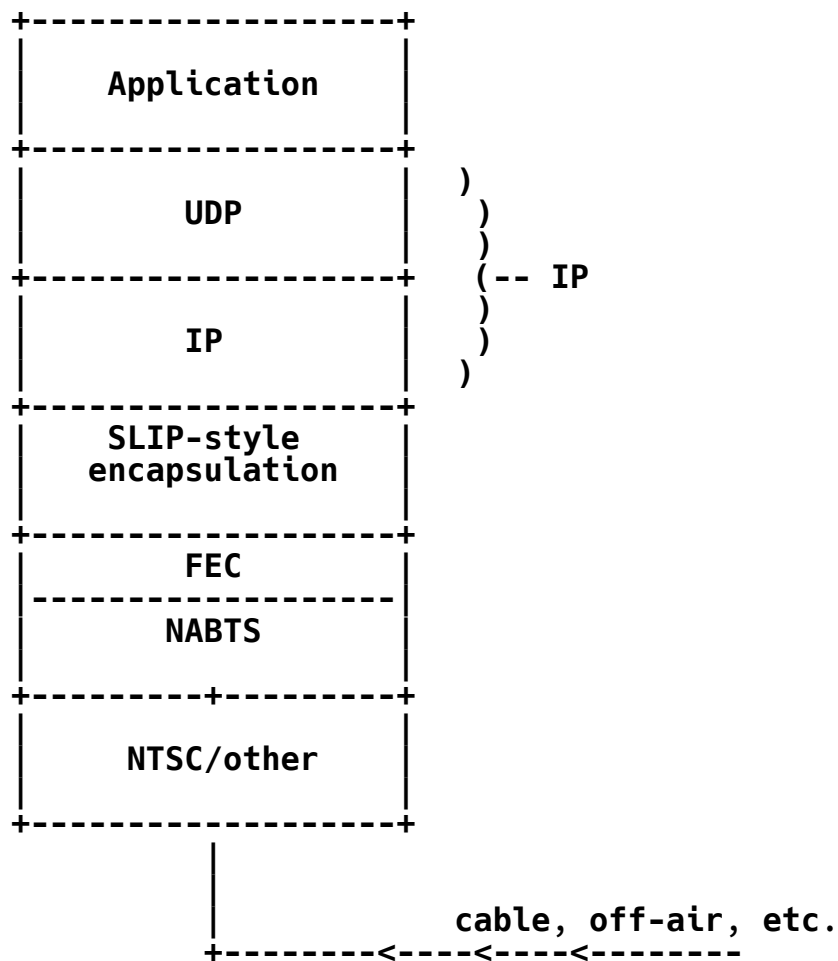 Application
UDP
(-- IP
IP
SLIP-style
encapsulation
FEC
NABTS
NTSC/other
cable, off-air, etc.